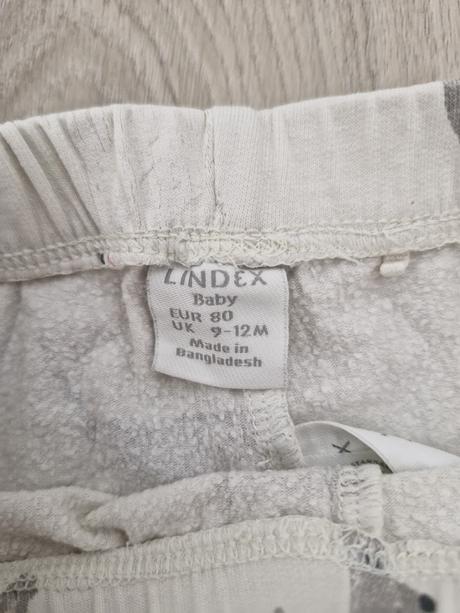 LINDEX
Baby
EUR 80
UK 9-12M
Made in
Bangladesh
X